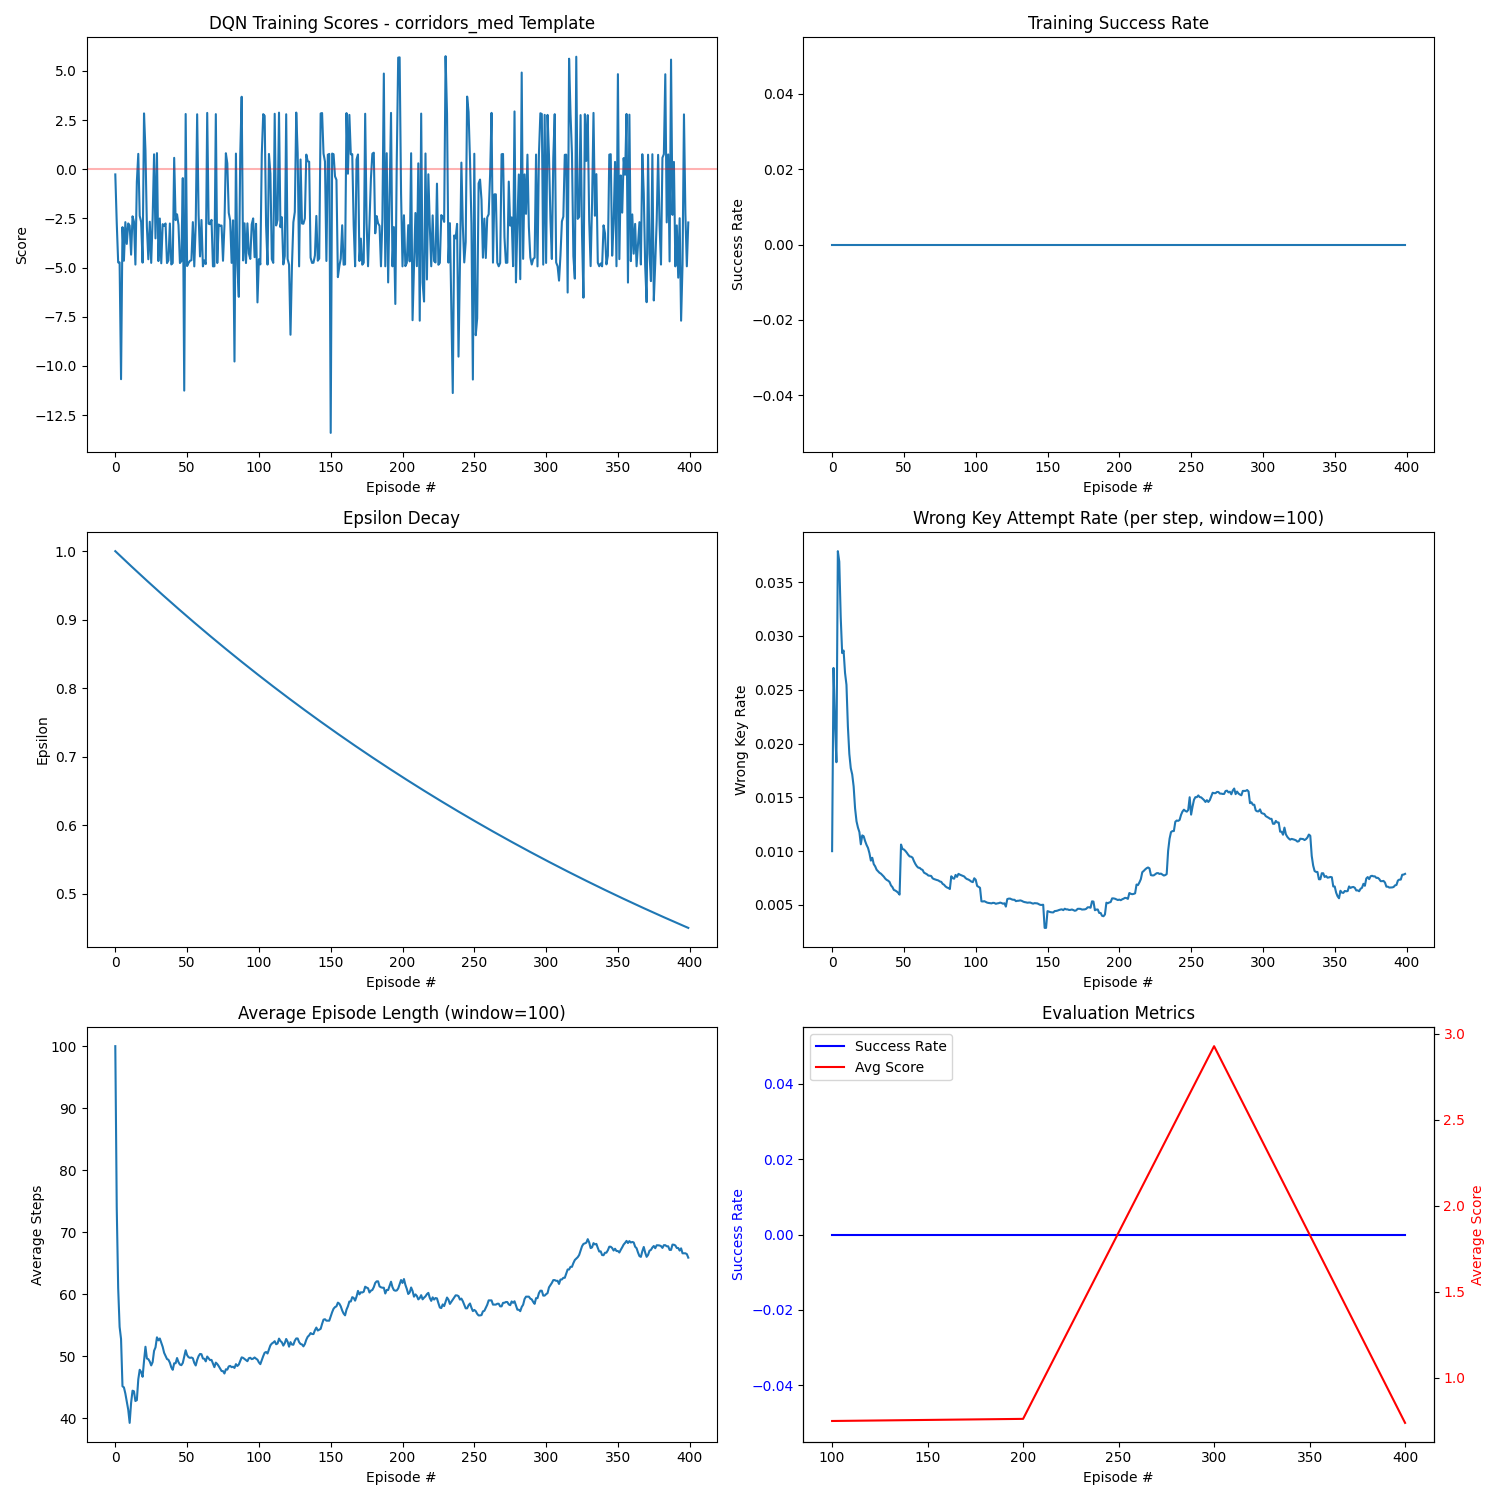 DQN Training Scores - corridors_med Template
Score
5.0
2.5
0.0
−2.5
−5.0
−7.5
−10.0
−12.5
0 50 100 150 200 250 300 350 400
Episode #
Training Success Rate
Success Rate
0.04
0.02
0.00
−0.02
−0.04
0 50 100 150 200 250 300 350 400
Episode #
Epsilon Decay
Epsilon
1.0
0.9
0.8
0.7
0.6
0.5
0 50 100 150 200 250 300 350 400
Episode #
Wrong Key Attempt Rate (per step, window=100)
Wrong Key Rate
0.035
0.030
0.025
0.020
0.015
0.010
0.005
0 50 100 150 200 250 300 350 400
Episode #
Average Episode Length (window=100)
Average Steps
100
90
80
70
60
50
40
0 50 100 150 200 250 300 350 400
Episode #
Evaluation Metrics
Success Rate
Avg Score
Success Rate
0.04
0.02
0.00
−0.02
−0.04
100 150 200 250 300 350 400
Episode #
3.0
2.5
2.0
1.5
1.0
Average Score